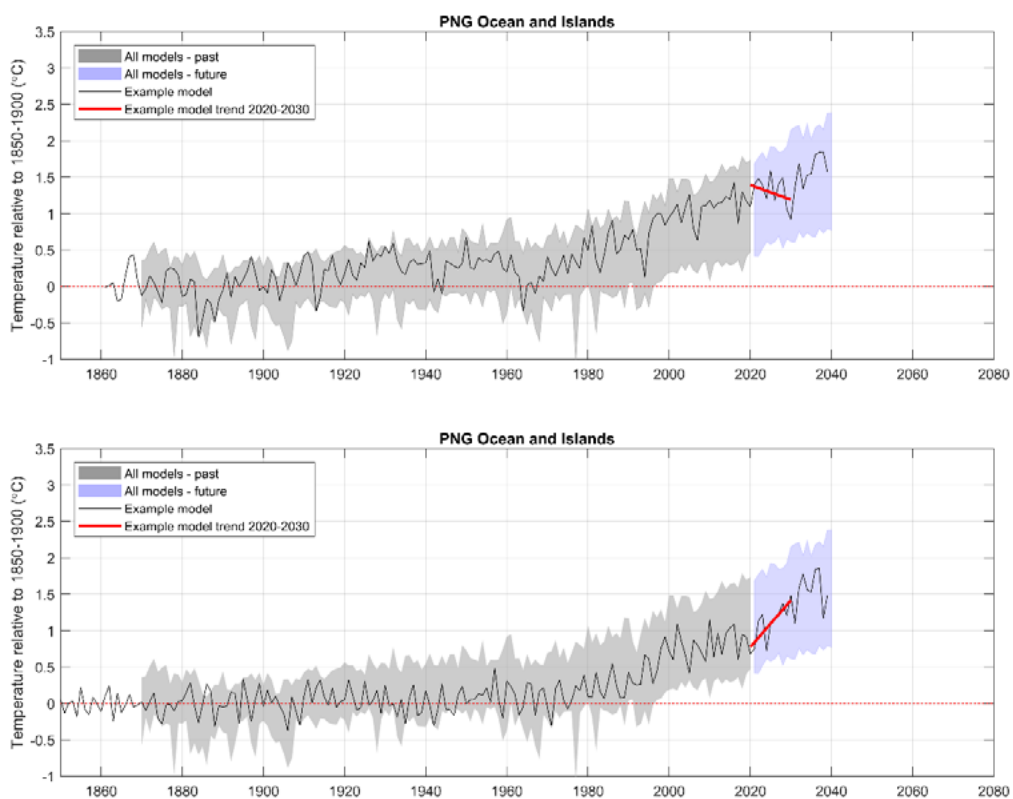 PNG Ocean and Islands
3.5
3
2.5
2
1.5
1
0.5
0
-0.5
-1
Temperature relative to 1850-1900 (°C)
All models - past
All models - future
Example model
Example model trend 2020-2030
1860 1880 1900 1920 1940 1960 1980 2000 2020 2040 2060 2080
PNG Ocean and Islands
3.5
3
2.5
2
1.5
1
0.5
0
-0.5
-1
Temperature relative to 1850-1900 (°C)
All models - past
All models - future
Example model
Example model trend 2020-2030
1860 1880 1900 1920 1940 1960 1980 2000 2020 2040 2060 2080